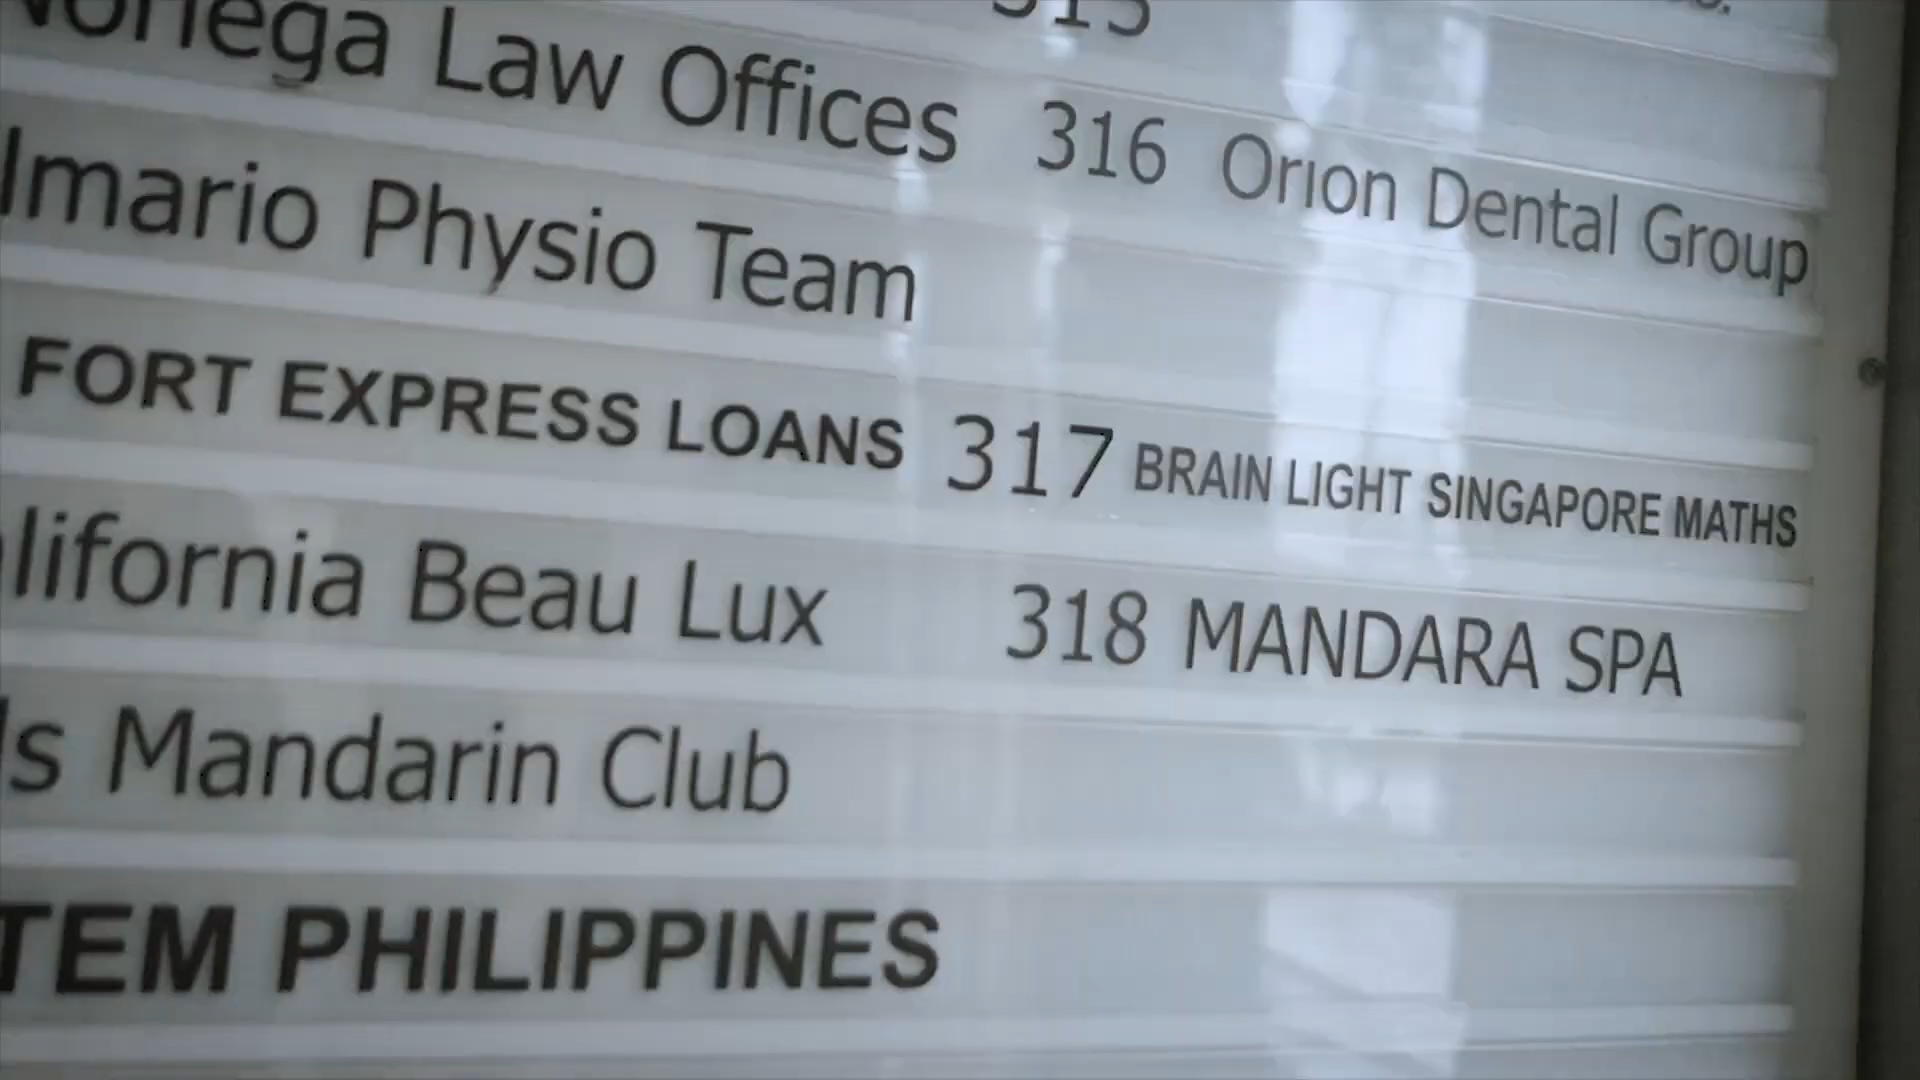 Law Offices
Physio Team
FORT EXPRESS LOANS
Beau Lux
Mandarin Club
PHILIPPINES
315
316 Orion Dental Group
317 BRAIN LIGHT SINGAPORE MATHS
318 MANDARA SPA